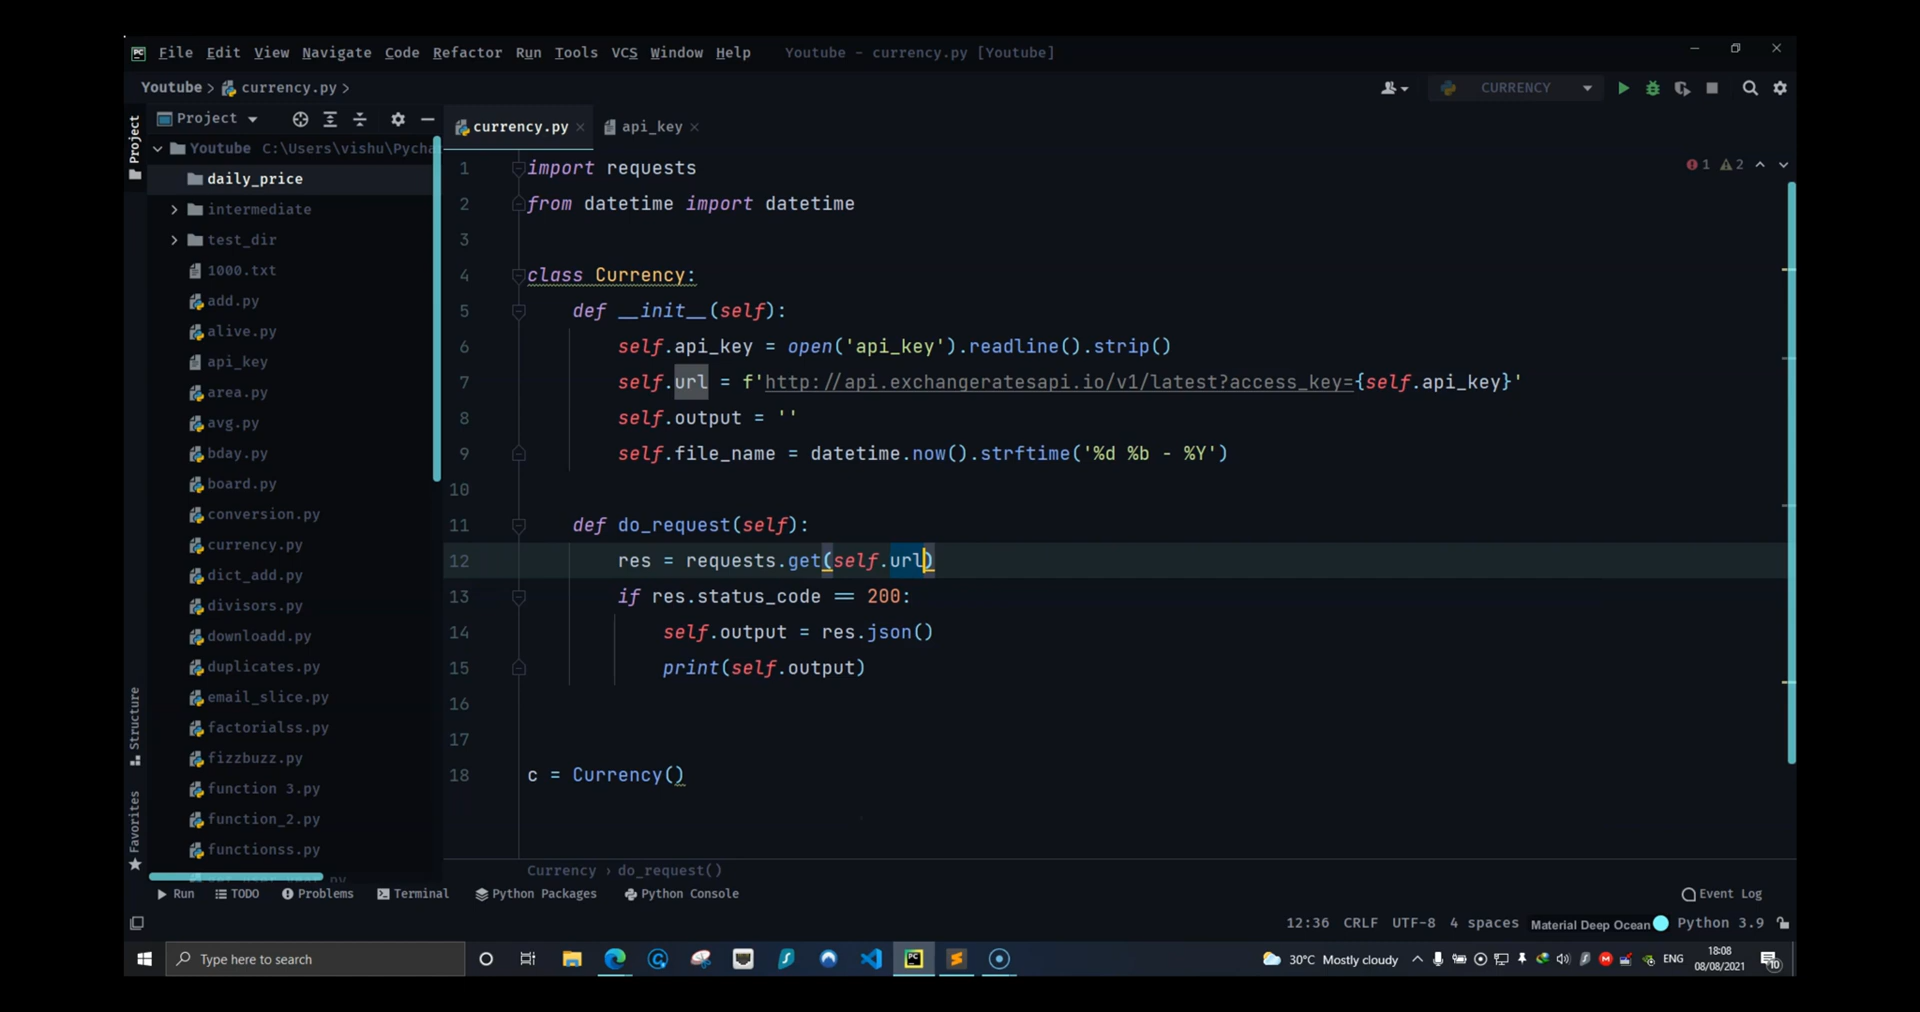 File Edit View Navigate Code Refactor Run Tools VCS Window Help Youtube - currency.py [Youtube]
Youtube > currency.py >
CURRENCY
Project
Project
currency.py
api_key
Youtube C:\Users\vishu\Pycha
daily_price
intermediate
test_dir
1000.txt
add.py
alive.py
api_key
area.py
avg.py
bday.py
board.py
conversion.py
currency.py
dict_add.py
divisors.py
downloadd.py
duplicates.py
email_slice.py
factorialss.py
fizzbuzz.py
function 3.py
function_2.py
functionss.py
Structure
Favorites
1 2
1 import requests
2 from datetime import datetime
3
4 class Currency:
5 def __init__(self):
6 self.api_key = open('api_key').readline().strip()
7 self.url = f'http://api.exchangeratesapi.io/v1/latest?access_key={self.api_key}'
8 self.output = ''
9 self.file_name = datetime.now().strftime('%d %b - %Y')
10
11 def do_request(self):
12 res = requests.get(self.url)
13 if res.status_code == 200:
14 self.output = res.json()
15 print(self.output)
16
17
18 c = Currency()
Currency > do_request()
Run TODO Problems Terminal Python Packages Python Console Event Log
12:36 CRLF UTF-8 4 spaces Material Deep Ocean Python 3.9
Type here to search
30°C Mostly cloudy
ENG
18:08
08/08/2021
10